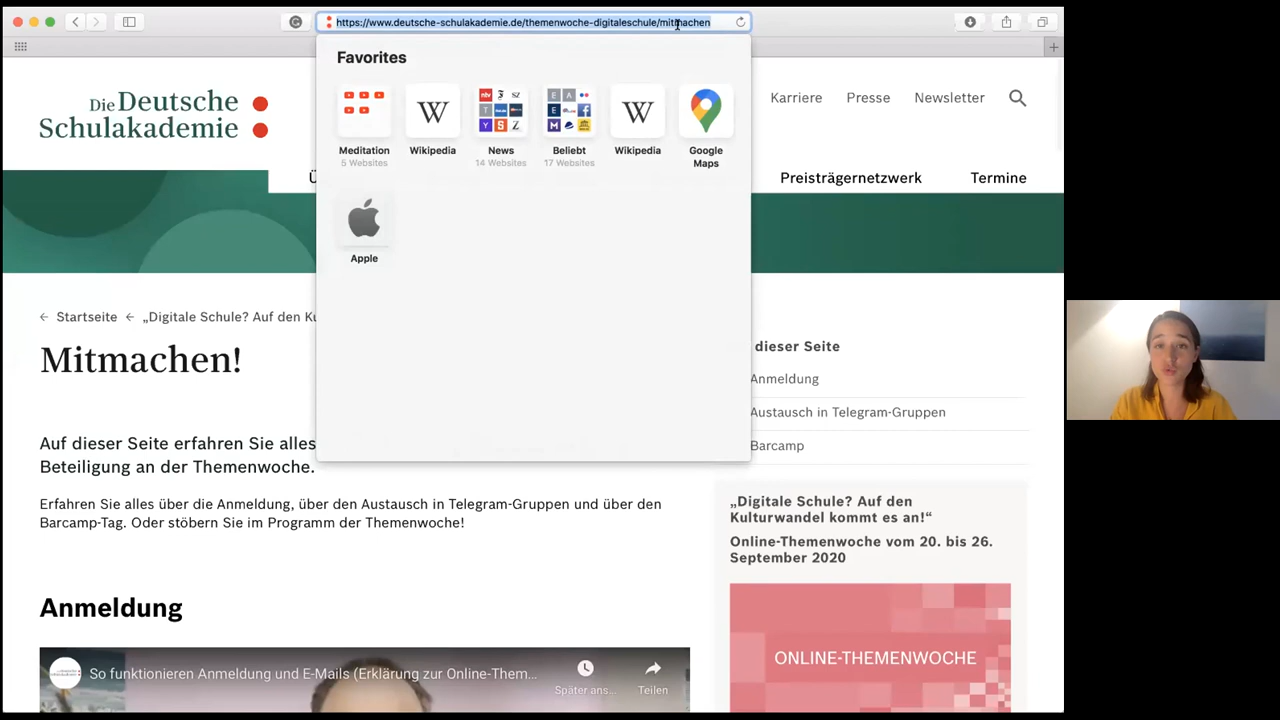 https://www.deutsche-schulakademie.de/themenwoche-digitaleschule/mitmachen
Favorites
Meditation
5 Websites
Wikipedia
News
14 Websites
Beliebt
17 Websites
Wikipedia
Google
Maps
Apple
Die Deutsche
Schulakademie
Karriere
Presse
Newsletter
Ü
Preisträgernetzwerk
Termine
← Startseite ← „Digitale Schule? Auf den Ku
Mitmachen!
Auf dieser Seite erfahren Sie alles
Beteiligung an der Themenwoche.
Erfahren Sie alles über die Anmeldung, über den Austausch in Telegram-Gruppen und über den
Barcamp-Tag. Oder stöbern Sie im Programm der Themenwoche!
Anmeldung
So funktionieren Anmeldung und E-Mails (Erklärung zur Online-Them...
Später ans...
Teilen
dieser Seite
Anmeldung
Austausch in Telegram-Gruppen
Barcamp
„Digitale Schule? Auf den
Kulturwandel kommt es an!“
Online-Themenwoche vom 20. bis 26.
September 2020
ONLINE-THEMENWOCHE